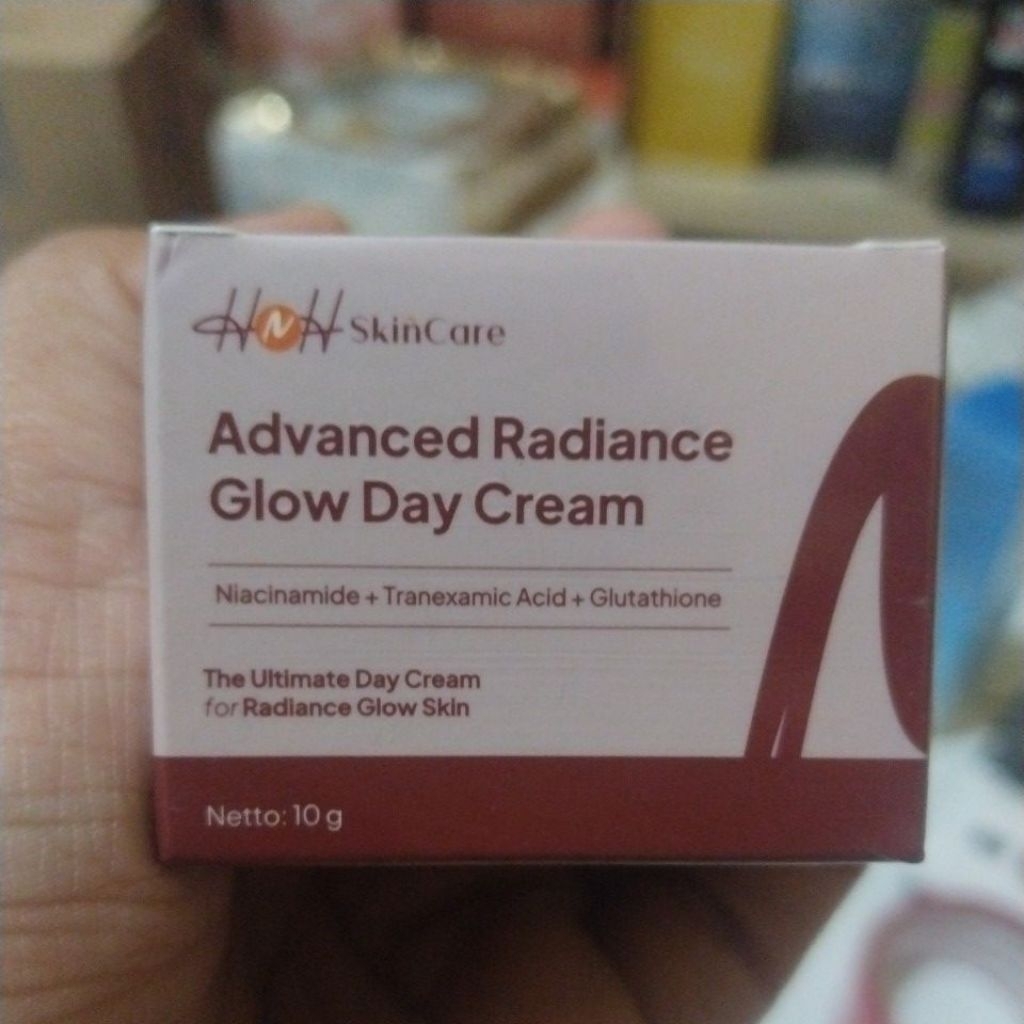 HNH SkinCare
Advanced Radiance
Glow Day Cream
Niacinamide + Tranexamic Acid + Glutathione
The Ultimate Day Cream
for Radiance Glow Skin
Netto: 10 g